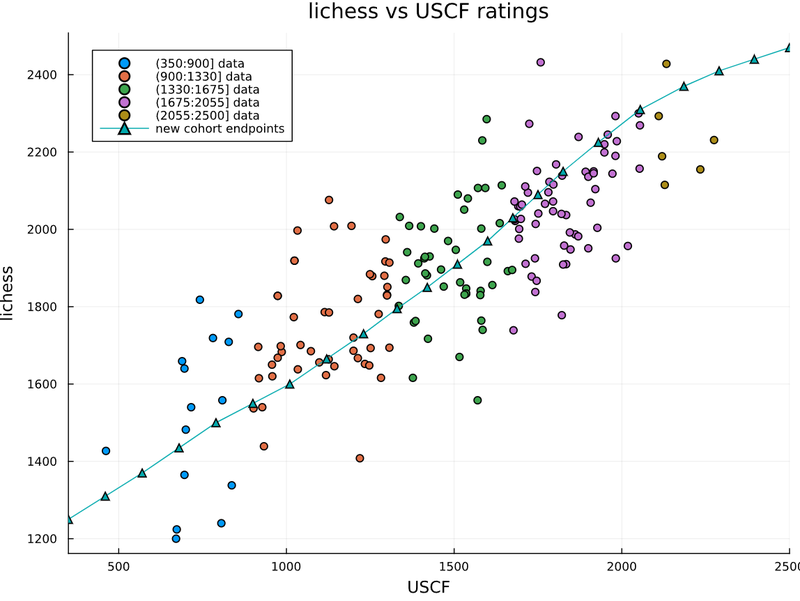 lichess vs USCF ratings
(350:900] data
(900:1330] data
(1330:1675] data
(1675:2055] data
(2055:2500] data
new cohort endpoints
2400
2200
2000
1800
1600
1400
1200
lichess
500
1000
1500
2000
2500
USCF